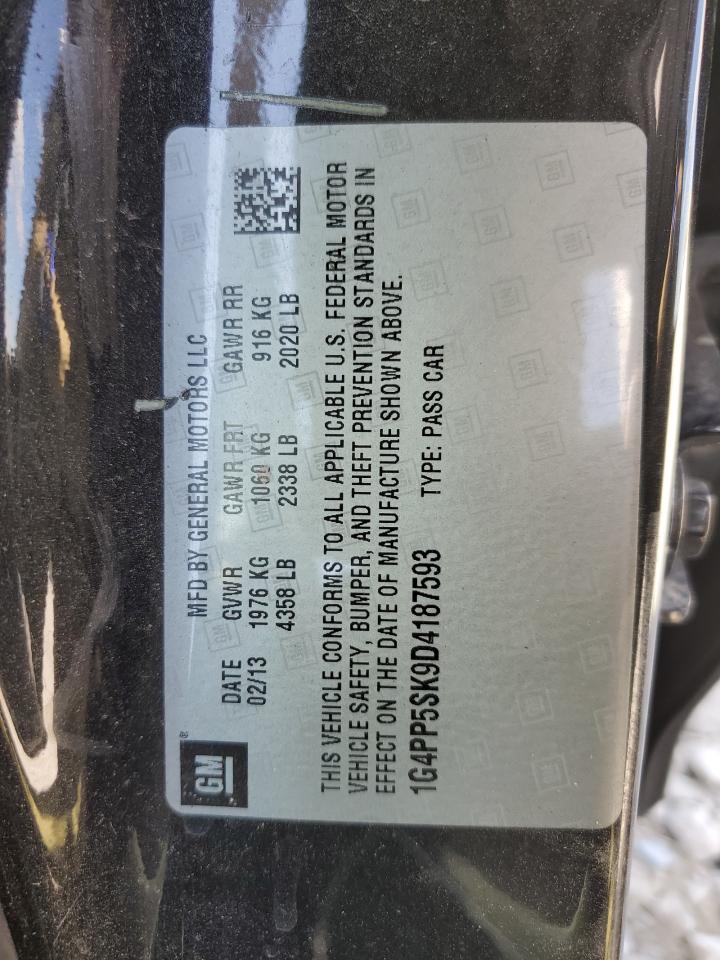 GM®
MFD BY GENERAL MOTORS LLC
DATE GVWR GAWR FRT GAWR RR
02/13 1976 KG 1060 KG 916 KG
4358 LB 2338 LB 2020 LB
THIS VEHICLE CONFORMS TO ALL APPLICABLE U.S. FEDERAL MOTOR
VEHICLE SAFETY, BUMPER, AND THEFT PREVENTION STANDARDS IN
EFFECT ON THE DATE OF MANUFACTURE SHOWN ABOVE.
1G4PP5SK9D4187593 TYPE: PASS CAR